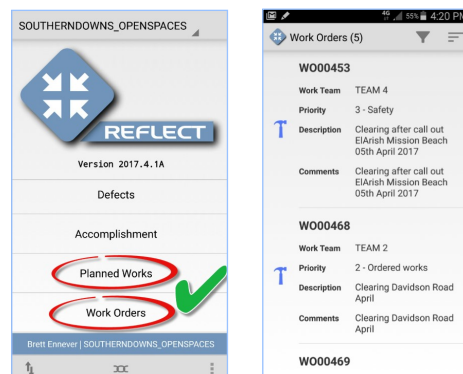 SOUTHERNDOWNS_OPENSPACES
REFLECT
Version 2017.4.1A
Defects
Accomplishment
Planned Works
Work Orders
Brett Ennever | SOUTHERNDOWNS_OPENSPACES
4G 55% 4:20 PM
Work Orders (5)
WO00453
Work Team TEAM 4
Priority 3 - Safety
Description Clearing after call out
ElArish Mission Beach
05th April 2017
Comments Clearing after call out
ElArish Mission Beach
05th April 2017
WO00468
Work Team TEAM 2
Priority 2 - Ordered works
Description Clearing Davidson Road
April
Comments Clearing Davidson Road
April
WO00469